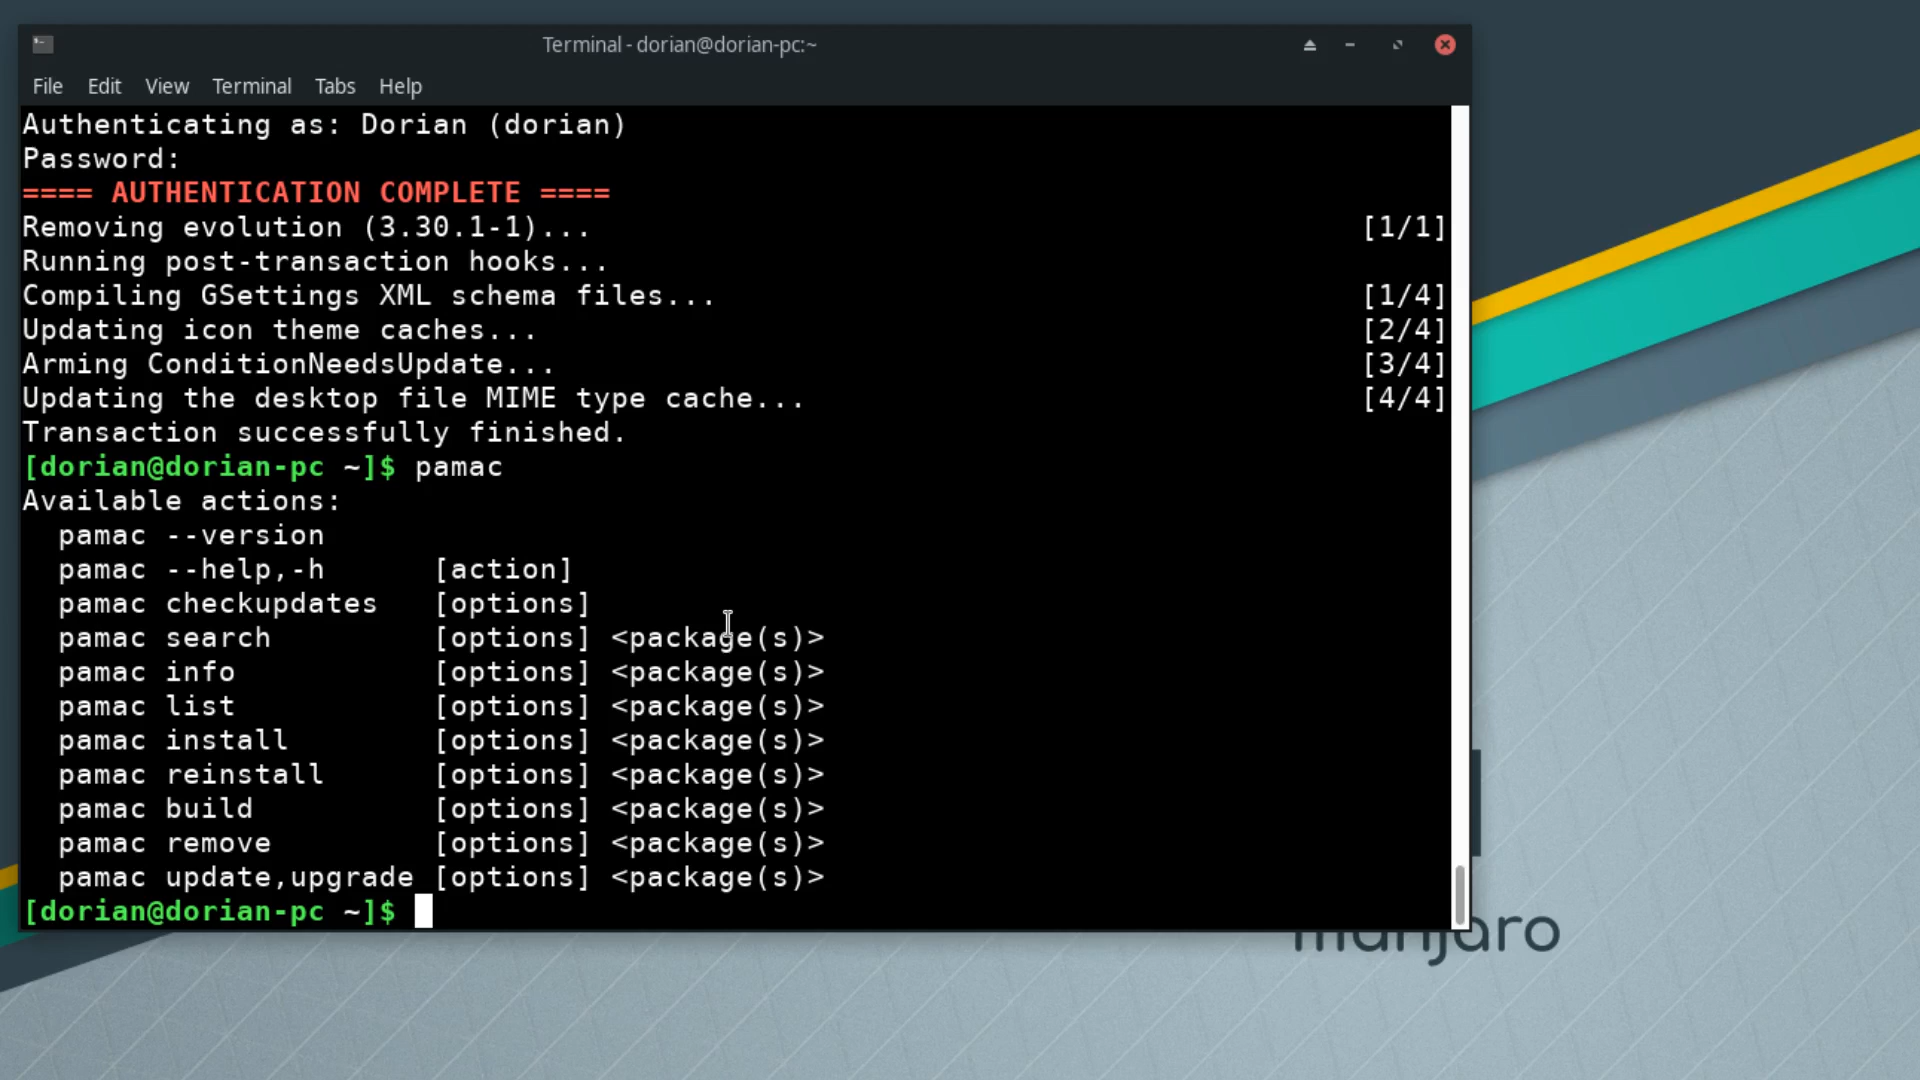 Terminal - dorian@dorian-pc:~
File Edit View Terminal Tabs Help
Authenticating as: Dorian (dorian)
Password:
==== AUTHENTICATION COMPLETE ====
Removing evolution (3.30.1-1)... [1/1]
Running post-transaction hooks...
Compiling GSettings XML schema files... [1/4]
Updating icon theme caches... [2/4]
Arming ConditionNeedsUpdate... [3/4]
Updating the desktop file MIME type cache... [4/4]
Transaction successfully finished.
[dorian@dorian-pc ~]$ pamac
Available actions:
  pamac --version
  pamac --help,-h      [action]
  pamac checkupdates   [options]
  pamac search         [options] <package(s)>
  pamac info           [options] <package(s)>
  pamac list           [options] <package(s)>
  pamac install        [options] <package(s)>
  pamac reinstall      [options] <package(s)>
  pamac build          [options] <package(s)>
  pamac remove         [options] <package(s)>
  pamac update,upgrade [options] <package(s)>
[dorian@dorian-pc ~]$
manjaro